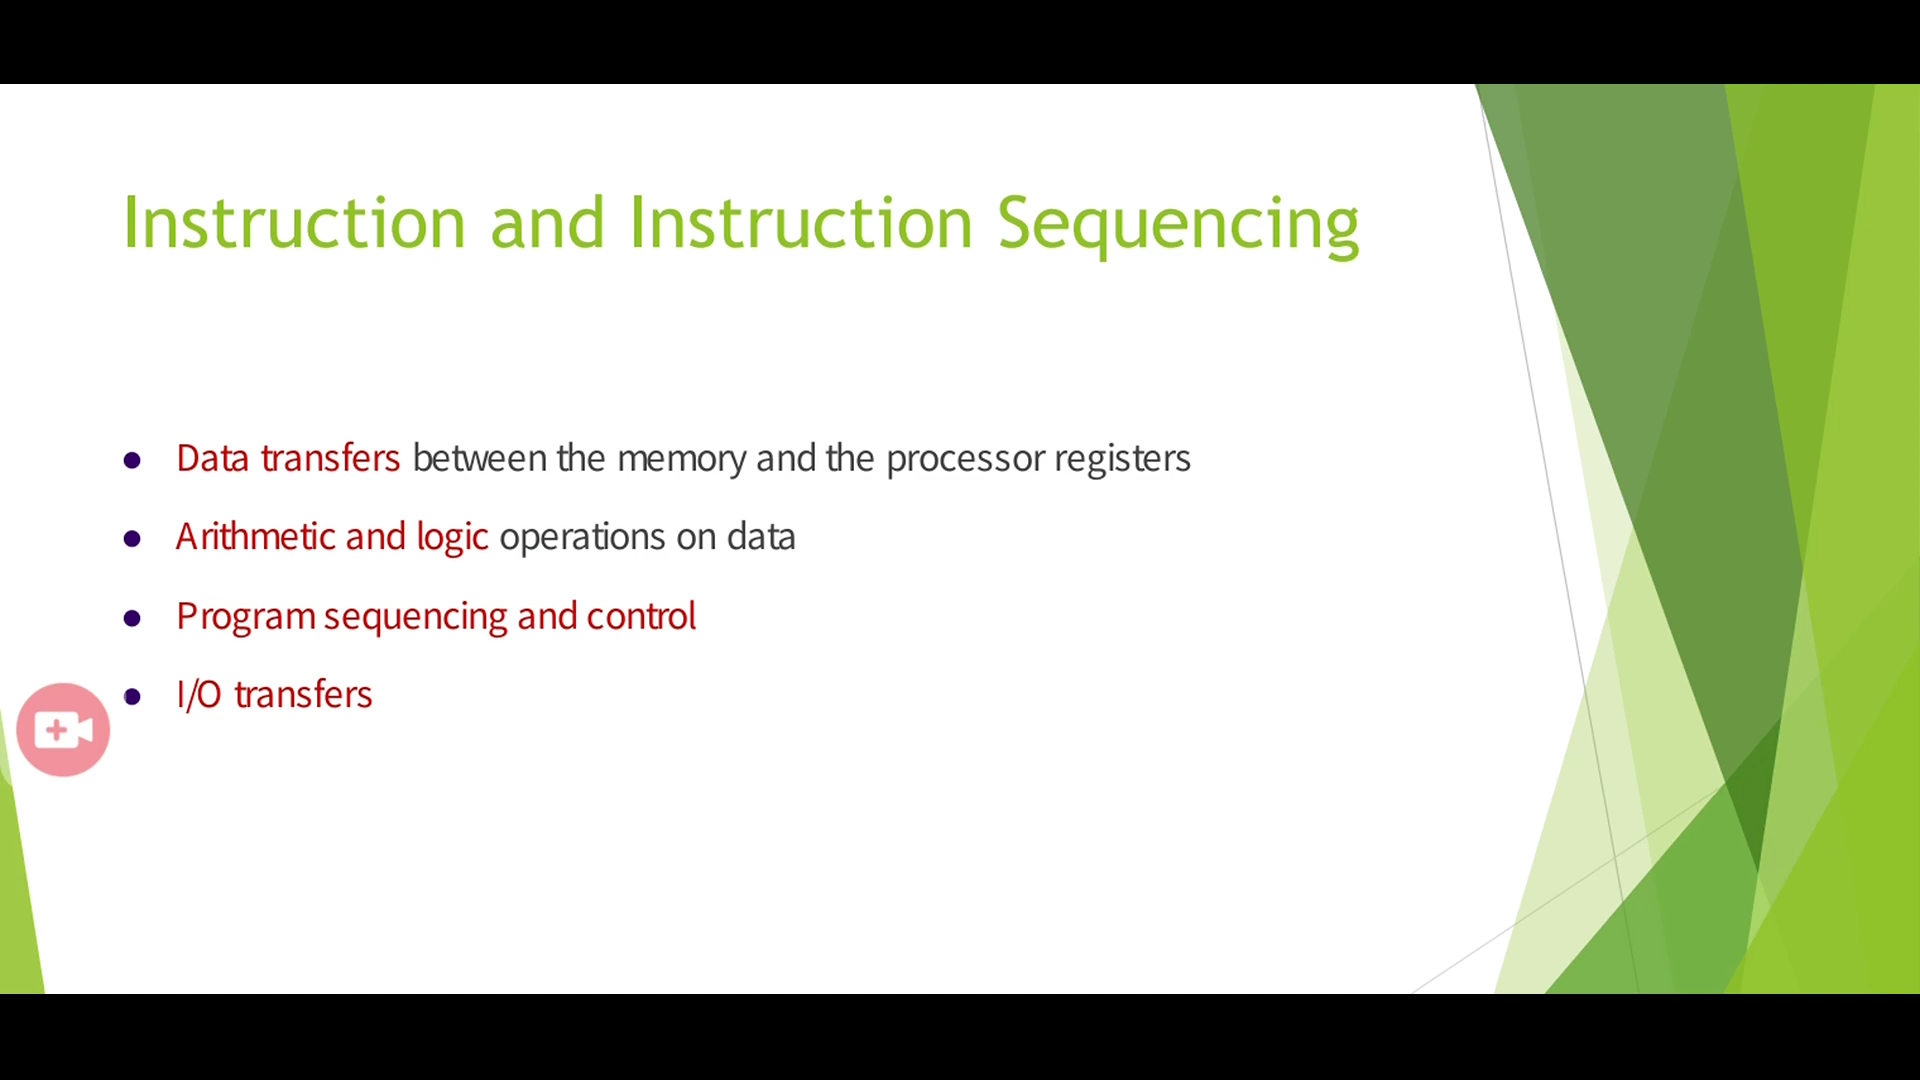 Instruction and Instruction Sequencing
● Data transfers between the memory and the processor registers
● Arithmetic and logic operations on data
● Program sequencing and control
● I/O transfers